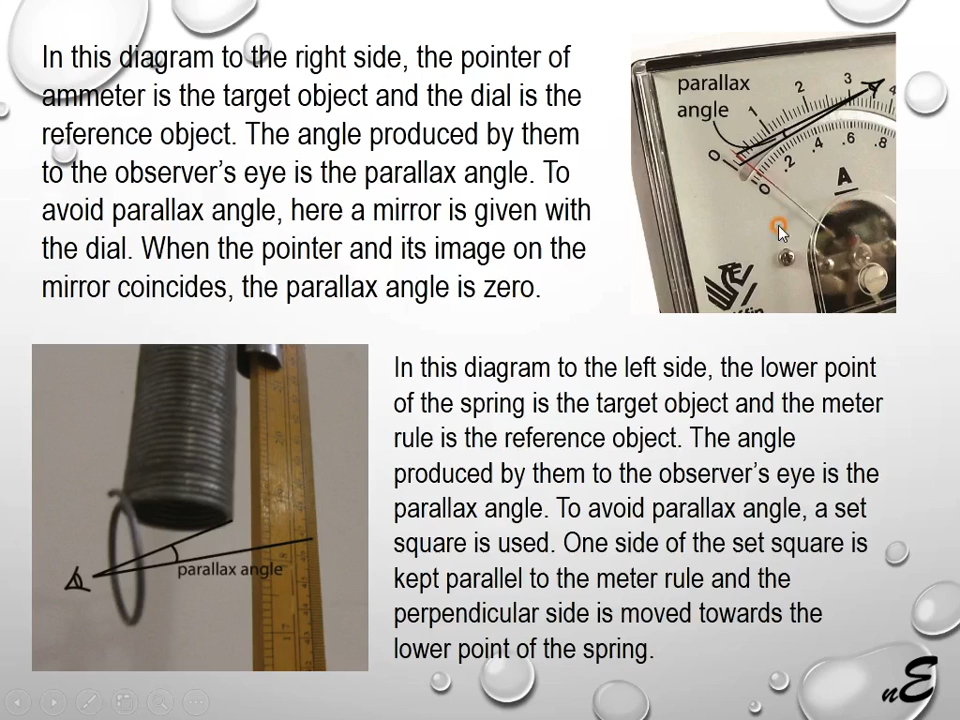 In this diagram to the right side, the pointer of
ammeter is the target object and the dial is the
reference object. The angle produced by them
to the observer's eye is the parallax angle. To
avoid parallax angle, here a mirror is given with
the dial. When the pointer and its image on the
mirror coincides, the parallax angle is zero.
parallax
angle
0 1 2 3 4
0 .2 .4 .6 .8
A
parallax angle
In this diagram to the left side, the lower point
of the spring is the target object and the meter
rule is the reference object. The angle
produced by them to the observer's eye is the
parallax angle. To avoid parallax angle, a set
square is used. One side of the set square is
kept parallel to the meter rule and the
perpendicular side is moved towards the
lower point of the spring.
nE